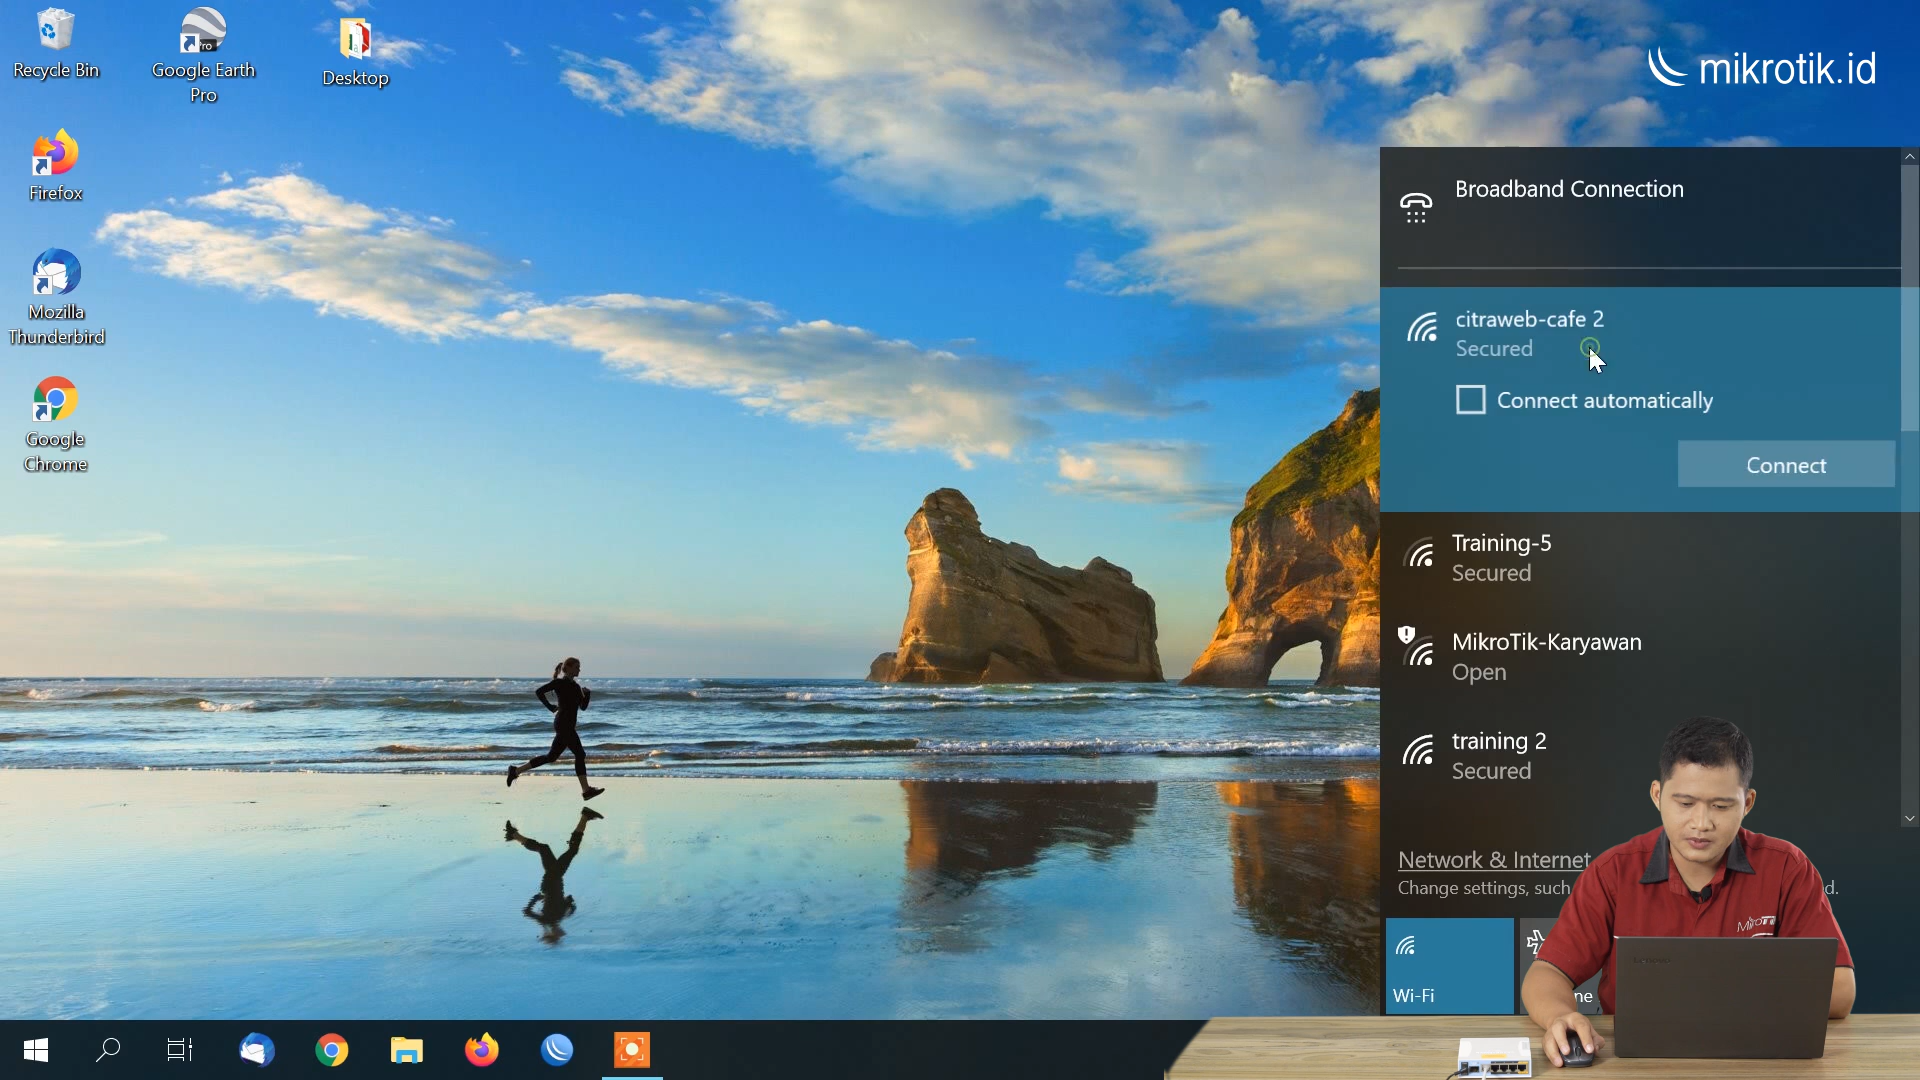 Recycle Bin
Google Earth
Pro
Desktop
Firefox
Mozilla
Thunderbird
Google
Chrome
mikrotik.id
Broadband Connection
citraweb-cafe 2
Secured
Connect automatically
Connect
Training-5
Secured
MikroTik-Karyawan
Open
training 2
Secured
Network & Internet
Change settings, such
d.
Wi-Fi
ne